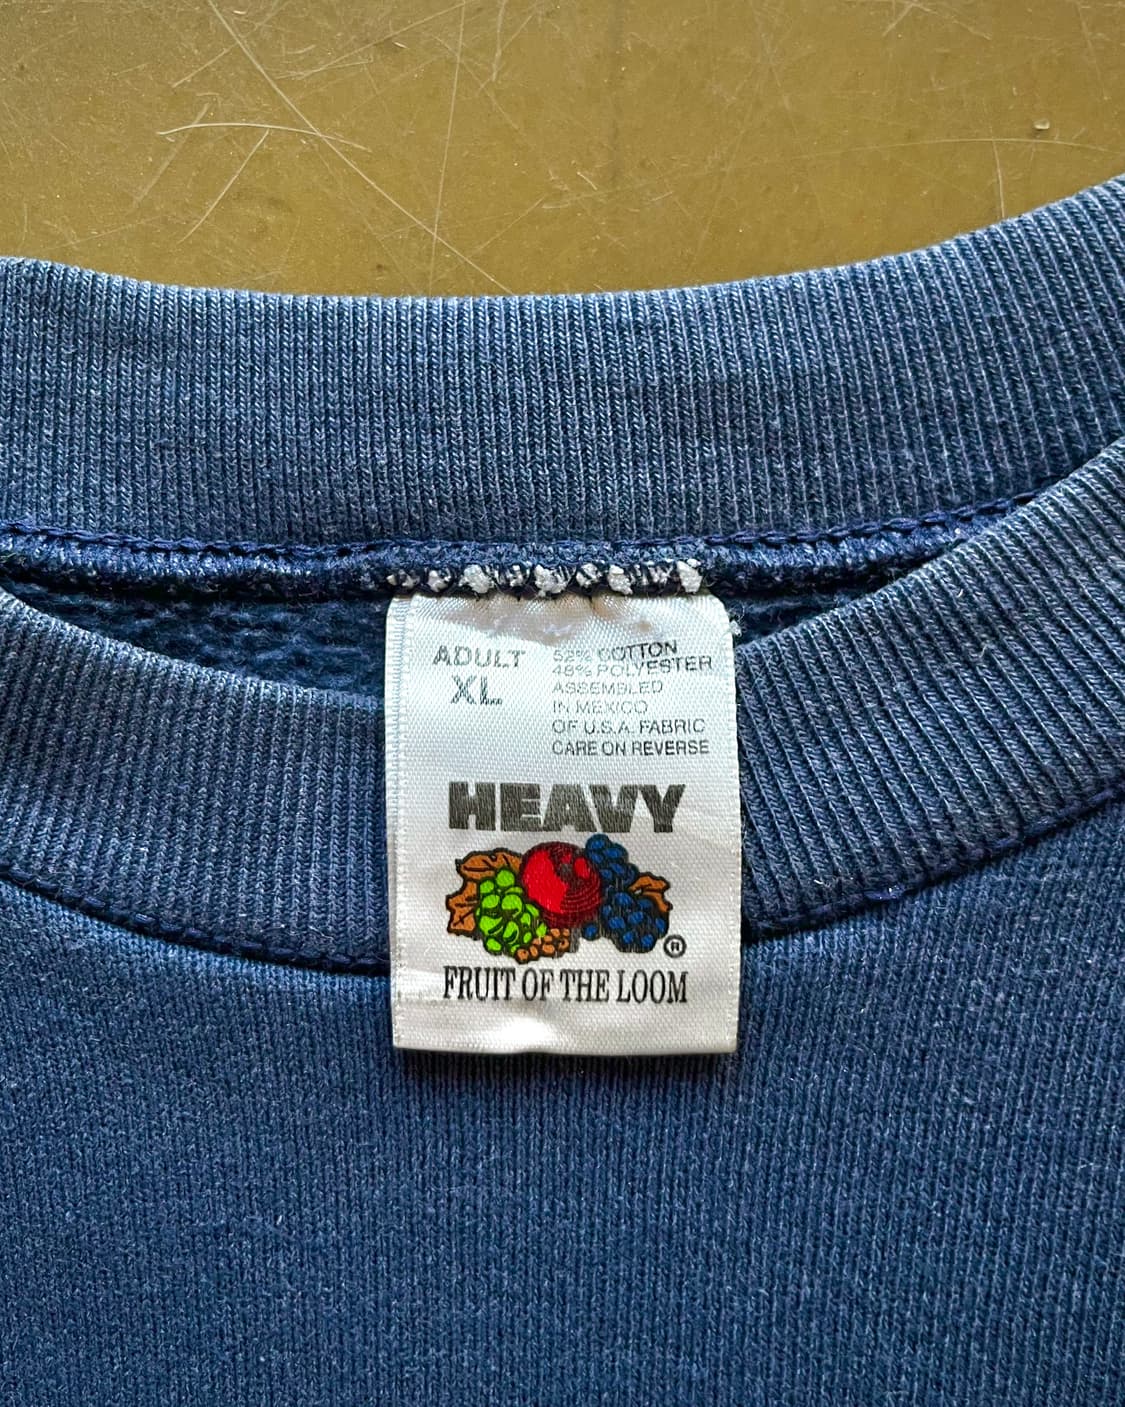 ADULT
XL
52% COTTON
48% POLYESTER
ASSEMBLED
IN MEXICO
OF U.S.A. FABRIC
CARE ON REVERSE
HEAVY
®
FRUIT OF THE LOOM